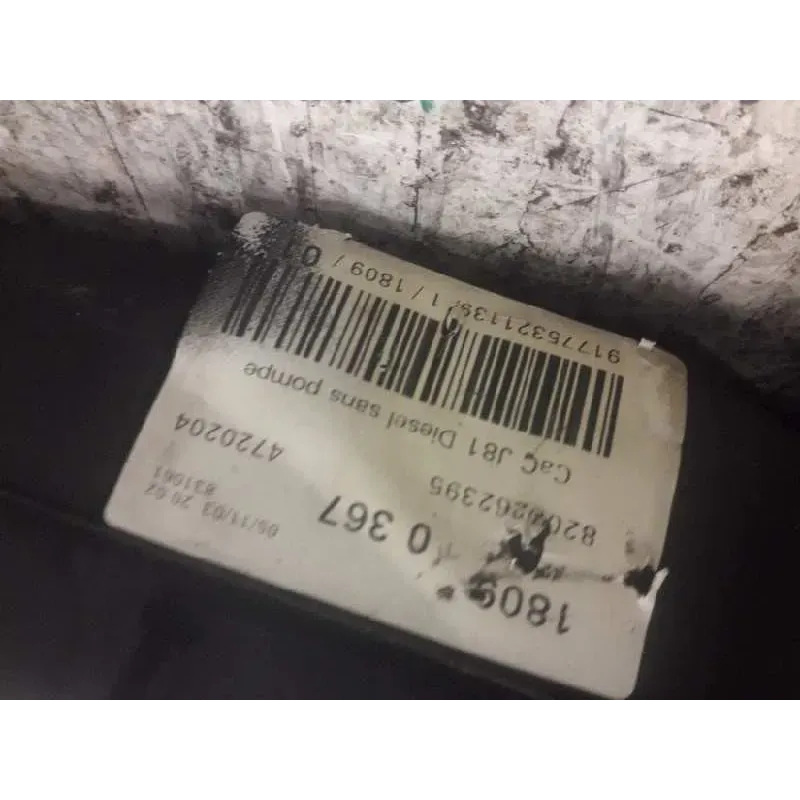 1809 0 367
06/11/03 20:02
831061
8200262395 4720204
CaC J81 Diesel sans pompe
917753211139/ 1 / 1809 / 0